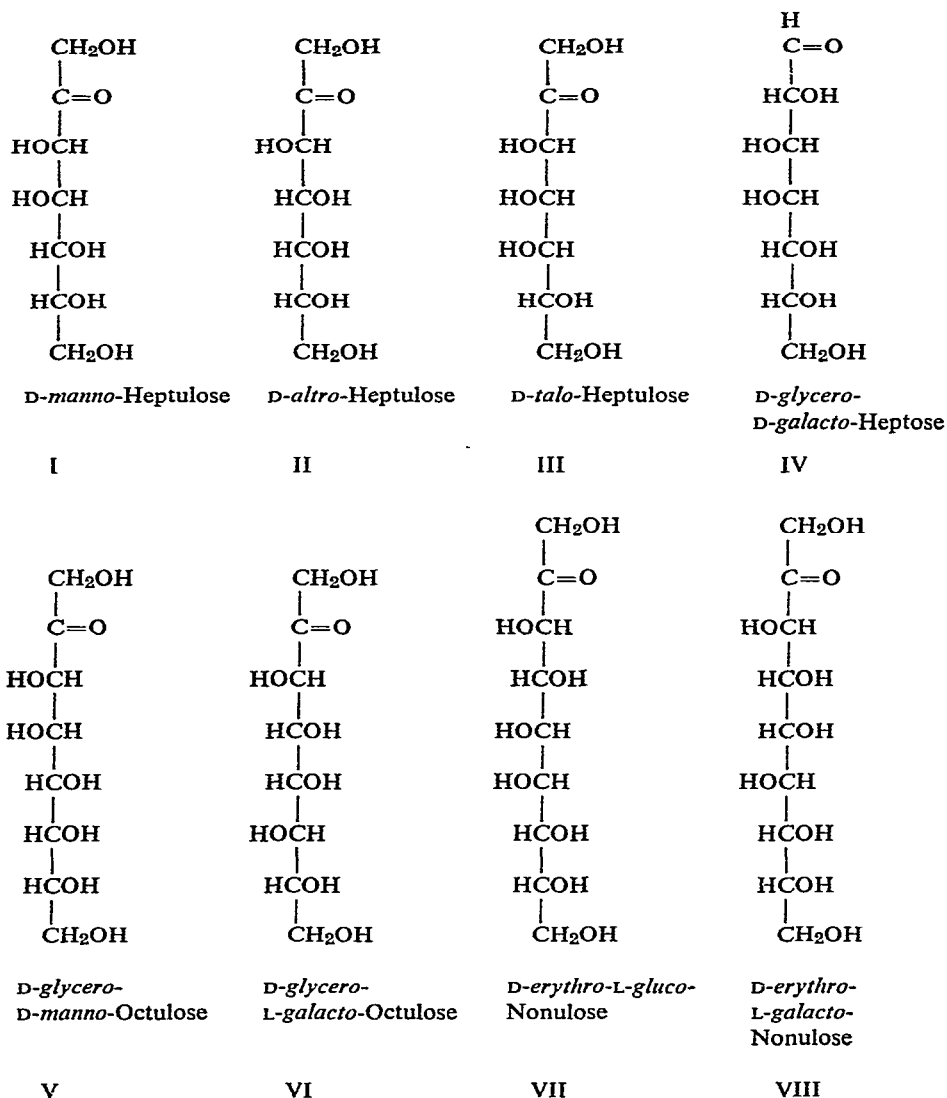 H
CH₂OH CH₂OH CH₂OH C=O
C=O C=O C=O HCOH
HOCH HOCH HOCH HOCH
HOCH HCOH HOCH HOCH
HCOH HCOH HOCH HCOH
HCOH HCOH HCOH HCOH
CH₂OH CH₂OH CH₂OH CH₂OH
D-manno-Heptulose D-altro-Heptulose D-talo-Heptulose D-glycero-
D-galacto-Heptose
I II III IV
CH₂OH CH₂OH
CH₂OH CH₂OH C=O C=O
C=O C=O HOCH HOCH
HOCH HOCH HCOH HCOH
HOCH HCOH HOCH HCOH
HCOH HCOH HOCH HOCH
HCOH HOCH HCOH HCOH
HCOH HCOH HCOH HCOH
CH₂OH CH₂OH CH₂OH CH₂OH
D-glycero- D-glycero- D-erythro-L-gluco- D-erythro-
D-manno-Octulose L-galacto-Octulose Nonulose L-galacto-
Nonulose
V VI VII VIII